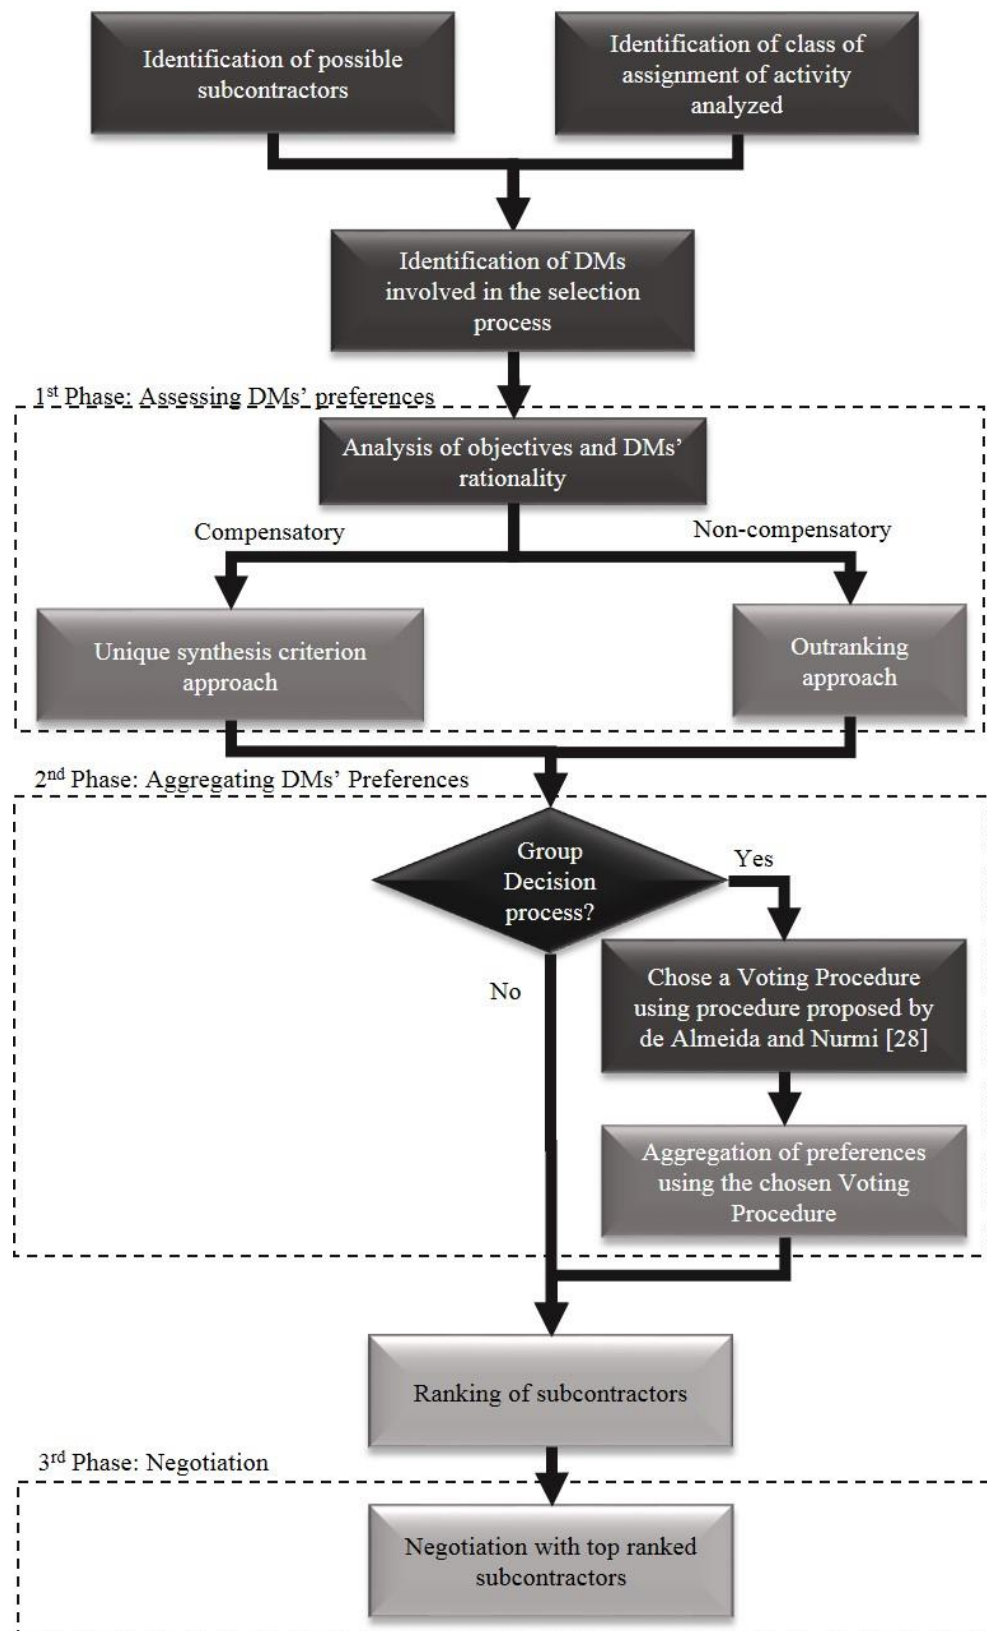 Identification of possible
subcontractors
Identification of class of
assignment of activity
analyzed
Identification of DMs
involved in the selection
process
1st Phase: Assessing DMs' preferences
Analysis of objectives and DMs'
rationality
Compensatory
Non-compensatory
Unique synthesis criterion
approach
Outranking
approach
2nd Phase: Aggregating DMs' Preferences
Group
Decision
process?
Yes
No
Chose a Voting Procedure
using procedure proposed by
de Almeida and Nurmi [28]
Aggregation of preferences
using the chosen Voting
Procedure
Ranking of subcontractors
3rd Phase: Negotiation
Negotiation with top ranked
subcontractors